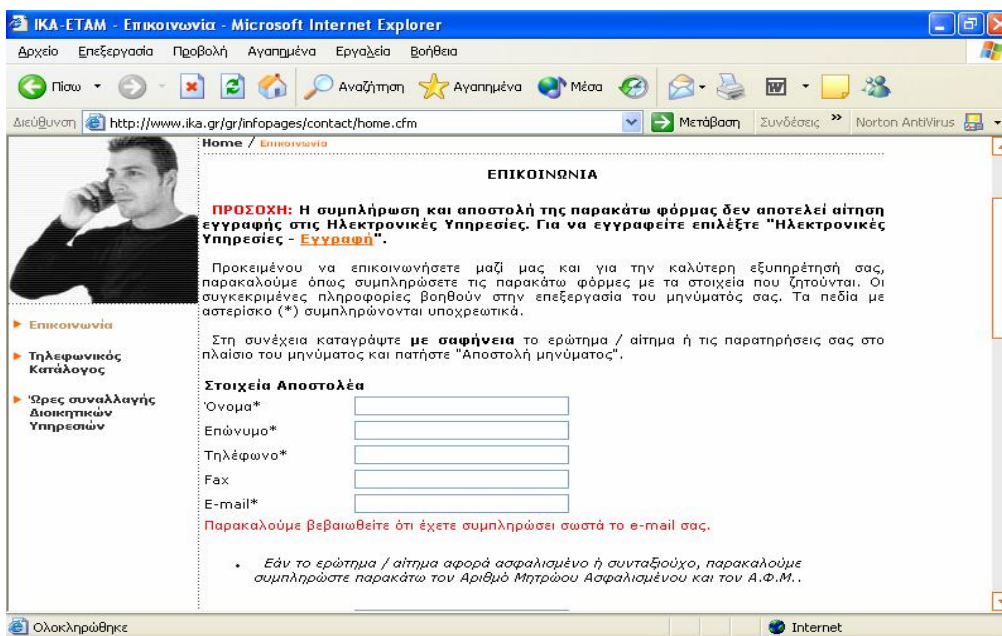 IKA-ETAM - Επικοινωνία - Microsoft Internet Explorer
Αρχείο Επεξεργασία Προβολή Αγαπημένα Εργαλεία Βοήθεια
Πίσω Αναζήτηση Αγαπημένα Μέσα
Διεύθυνση http://www.ika.gr/gr/infopages/contact/home.cfm Μετάβαση Συνδέσεις » Norton AntiVirus
Home / Επικοινωνία
ΕΠΙΚΟΙΝΩΝΙΑ
ΠΡΟΣΟΧΗ: Η συμπλήρωση και αποστολή της παρακάτω φόρμας δεν αποτελεί αίτηση
εγγραφής στις Ηλεκτρονικές Υπηρεσίες. Για να εγγραφείτε επιλέξτε "Ηλεκτρονικές
Υπηρεσίες - Εγγραφή".
Προκειμένου να επικοινωνήσετε μαζί μας και για την καλύτερη εξυπηρέτησή σας,
παρακαλούμε όπως συμπληρώσετε τις παρακάτω φόρμες με τα στοιχεία που ζητούνται. Οι
συγκεκριμένες πληροφορίες βοηθούν στην επεξεργασία του μηνύματός σας. Τα πεδία με
αστερίσκο (*) συμπληρώνονται υποχρεωτικά.
Στη συνέχεια καταγράψτε με σαφήνεια το ερώτημα / αίτημα ή τις παρατηρήσεις σας στο
πλαίσιο του μηνύματος και πατήστε "Αποστολή μηνύματος".
Επικοινωνία
Τηλεφωνικός
Κατάλογος
Ώρες συναλλαγής
Διοικητικών
Υπηρεσιών
Στοιχεία Αποστολέα
Όνομα*
Επώνυμο*
Τηλέφωνο*
Fax
E-mail*
Παρακαλούμε βεβαιωθείτε ότι έχετε συμπληρώσει σωστά το e-mail σας.
• Εάν το ερώτημα / αίτημα αφορά ασφαλισμένο ή συνταξιούχο, παρακαλούμε
συμπληρώστε παρακάτω τον Αριθμό Μητρώου Ασφαλισμένου και τον Α.Φ.Μ..
Ολοκληρώθηκε Internet